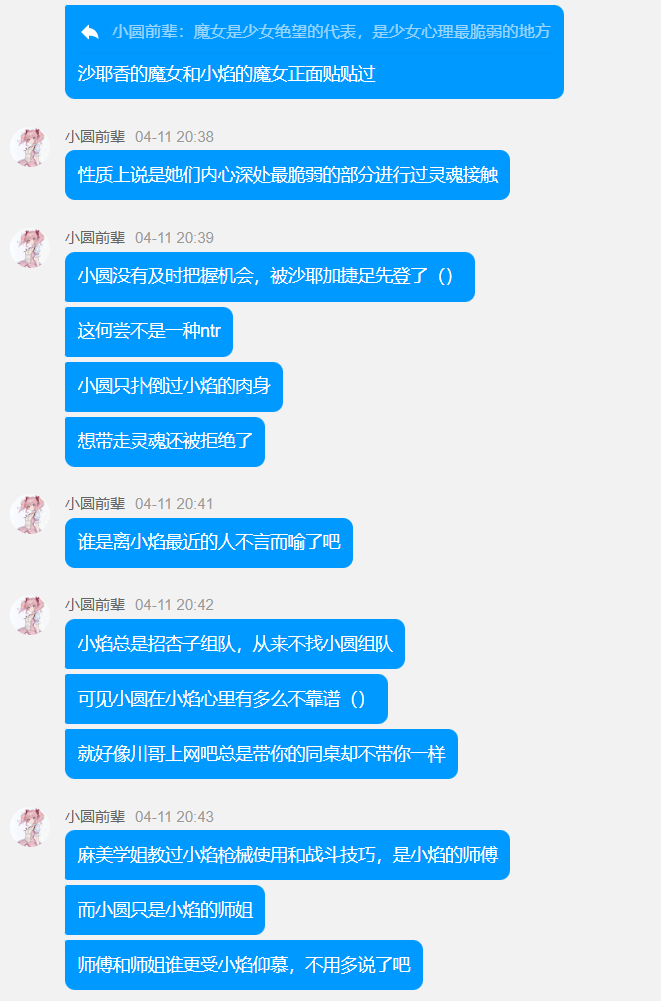 小圆前辈：魔女是少女绝望的代表，是少女心理最脆弱的地方
沙耶香的魔女和小焰的魔女正面贴贴过
小圆前辈 04-11 20:38
性质上说是她们内心深处最脆弱的部分进行过灵魂接触
小圆前辈 04-11 20:39
小圆没有及时把握机会，被沙耶加捷足先登了（）
这何尝不是一种ntr
小圆只扑倒过小焰的肉身
想带走灵魂还被拒绝了
小圆前辈 04-11 20:41
谁是离小焰最近的人不言而喻了吧
小圆前辈 04-11 20:42
小焰总是招杏子组队，从来不找小圆组队
可见小圆在小焰心里有多么不靠谱（）
就好像川哥上网吧总是带你的同桌却不带你一样
小圆前辈 04-11 20:43
麻美学姐教过小焰枪械使用和战斗技巧，是小焰的师傅
而小圆只是小焰的师姐
师傅和师姐谁更受小焰仰慕，不用多说了吧